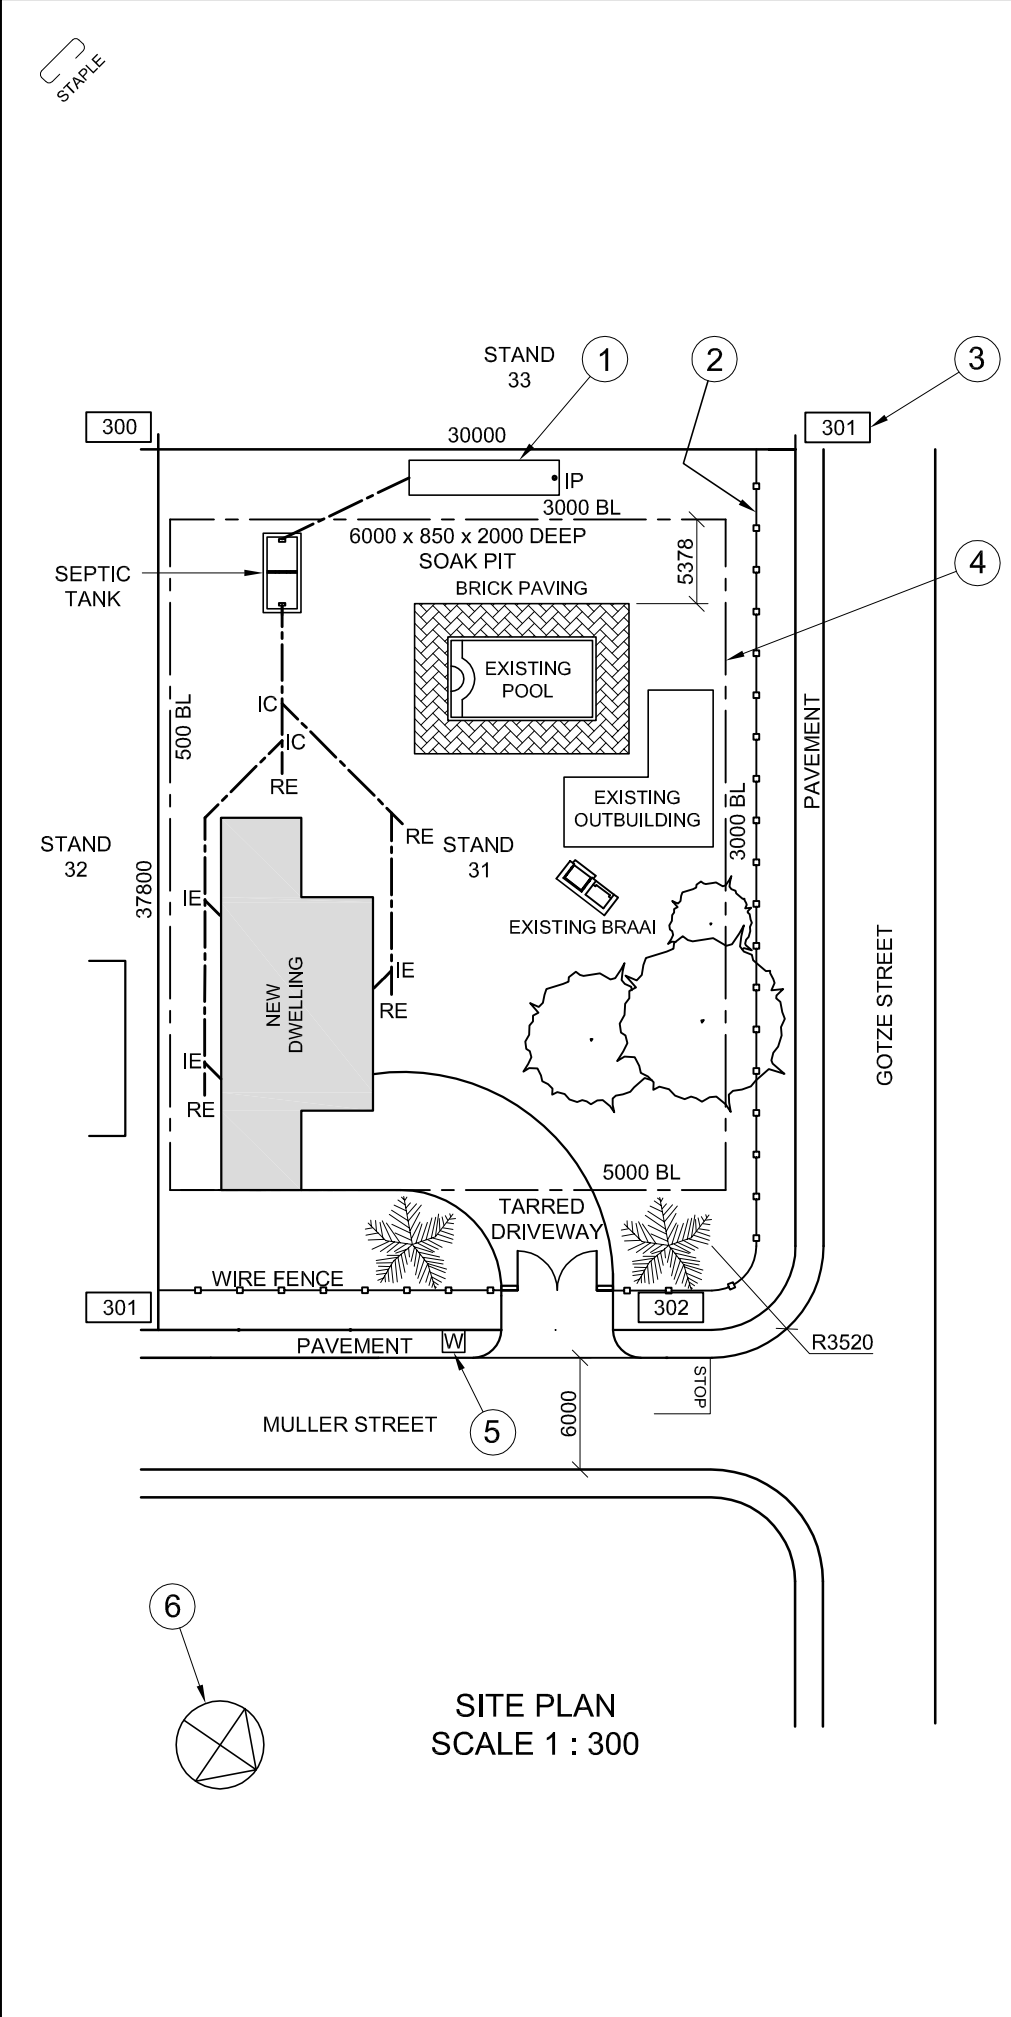 STAPLE
STAND
33
1
2
3
300
30000
301
IP
3000 BL
6000 x 850 x 2000 DEEP
SOAK PIT
5378
4
SEPTIC
TANK
BRICK PAVING
EXISTING
POOL
IC
500 BL
IC
PAVEMENT
RE
EXISTING
OUTBUILDING
3000 BL
RE
STAND
31
STAND
32
37800
IE
EXISTING BRAAI
GOTZE STREET
NEW
DWELLING
IE
RE
IE
RE
5000 BL
TARRED
DRIVEWAY
WIRE FENCE
301
302
PAVEMENT
W
R3520
STOP
6000
MULLER STREET
5
6
SITE PLAN
SCALE 1 : 300